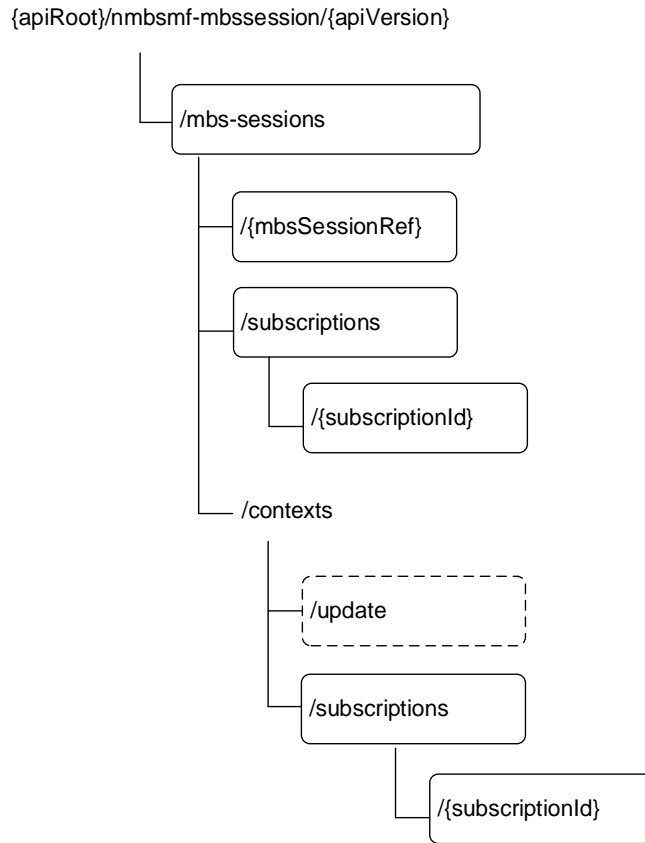 {apiRoot}/nmbsmf-mbssession/{apiVersion}
/mbs-sessions
/{mbsSessionRef}
/subscriptions
/{subscriptionId}
/contexts
/update
/subscriptions
/{subscriptionId}